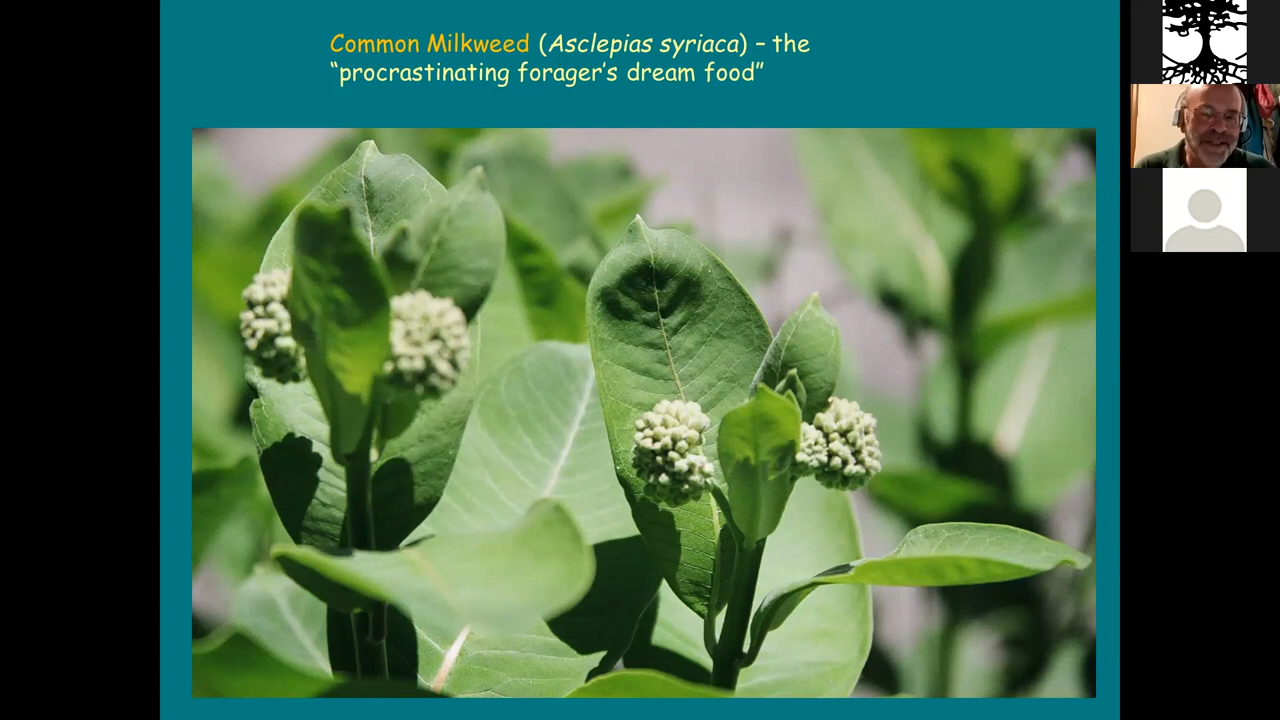 Common Milkweed (Asclepias syriaca) – the
“procrastinating forager’s dream food”